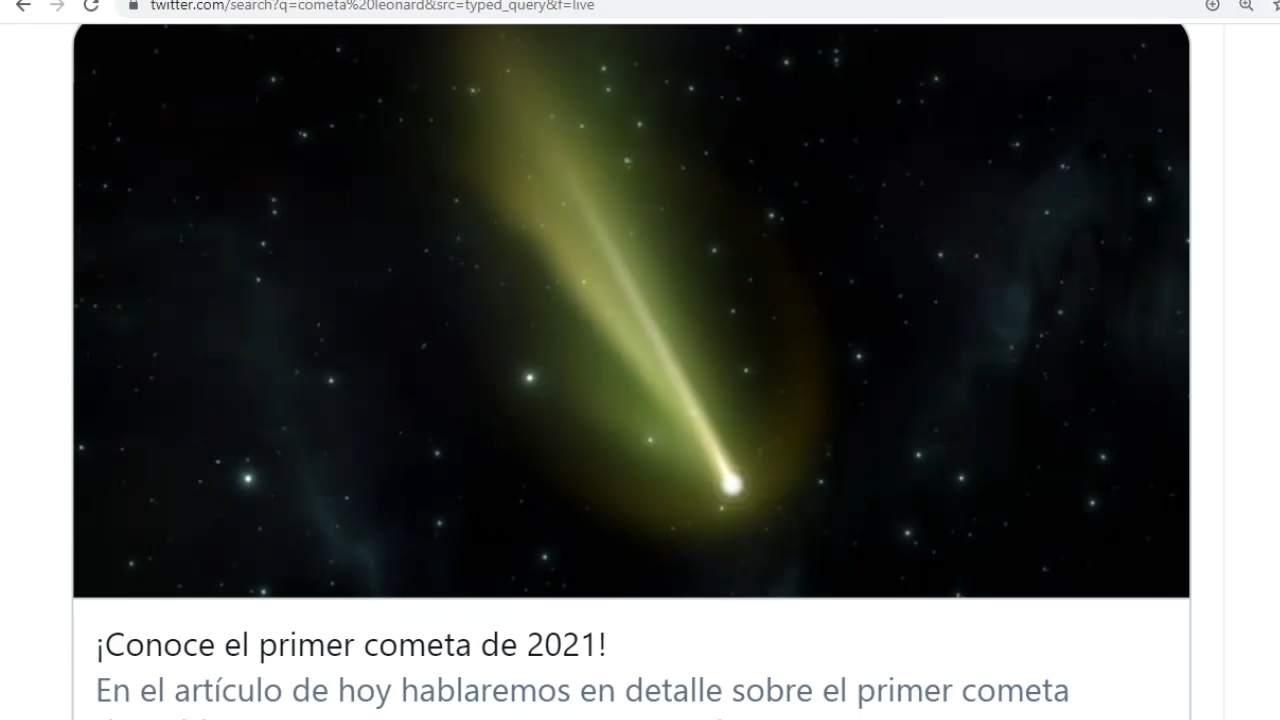 twitter.com/search?q=cometa%20leonard&src=typed_query&f=live
¡Conoce el primer cometa de 2021!
En el artículo de hoy hablaremos en detalle sobre el primer cometa